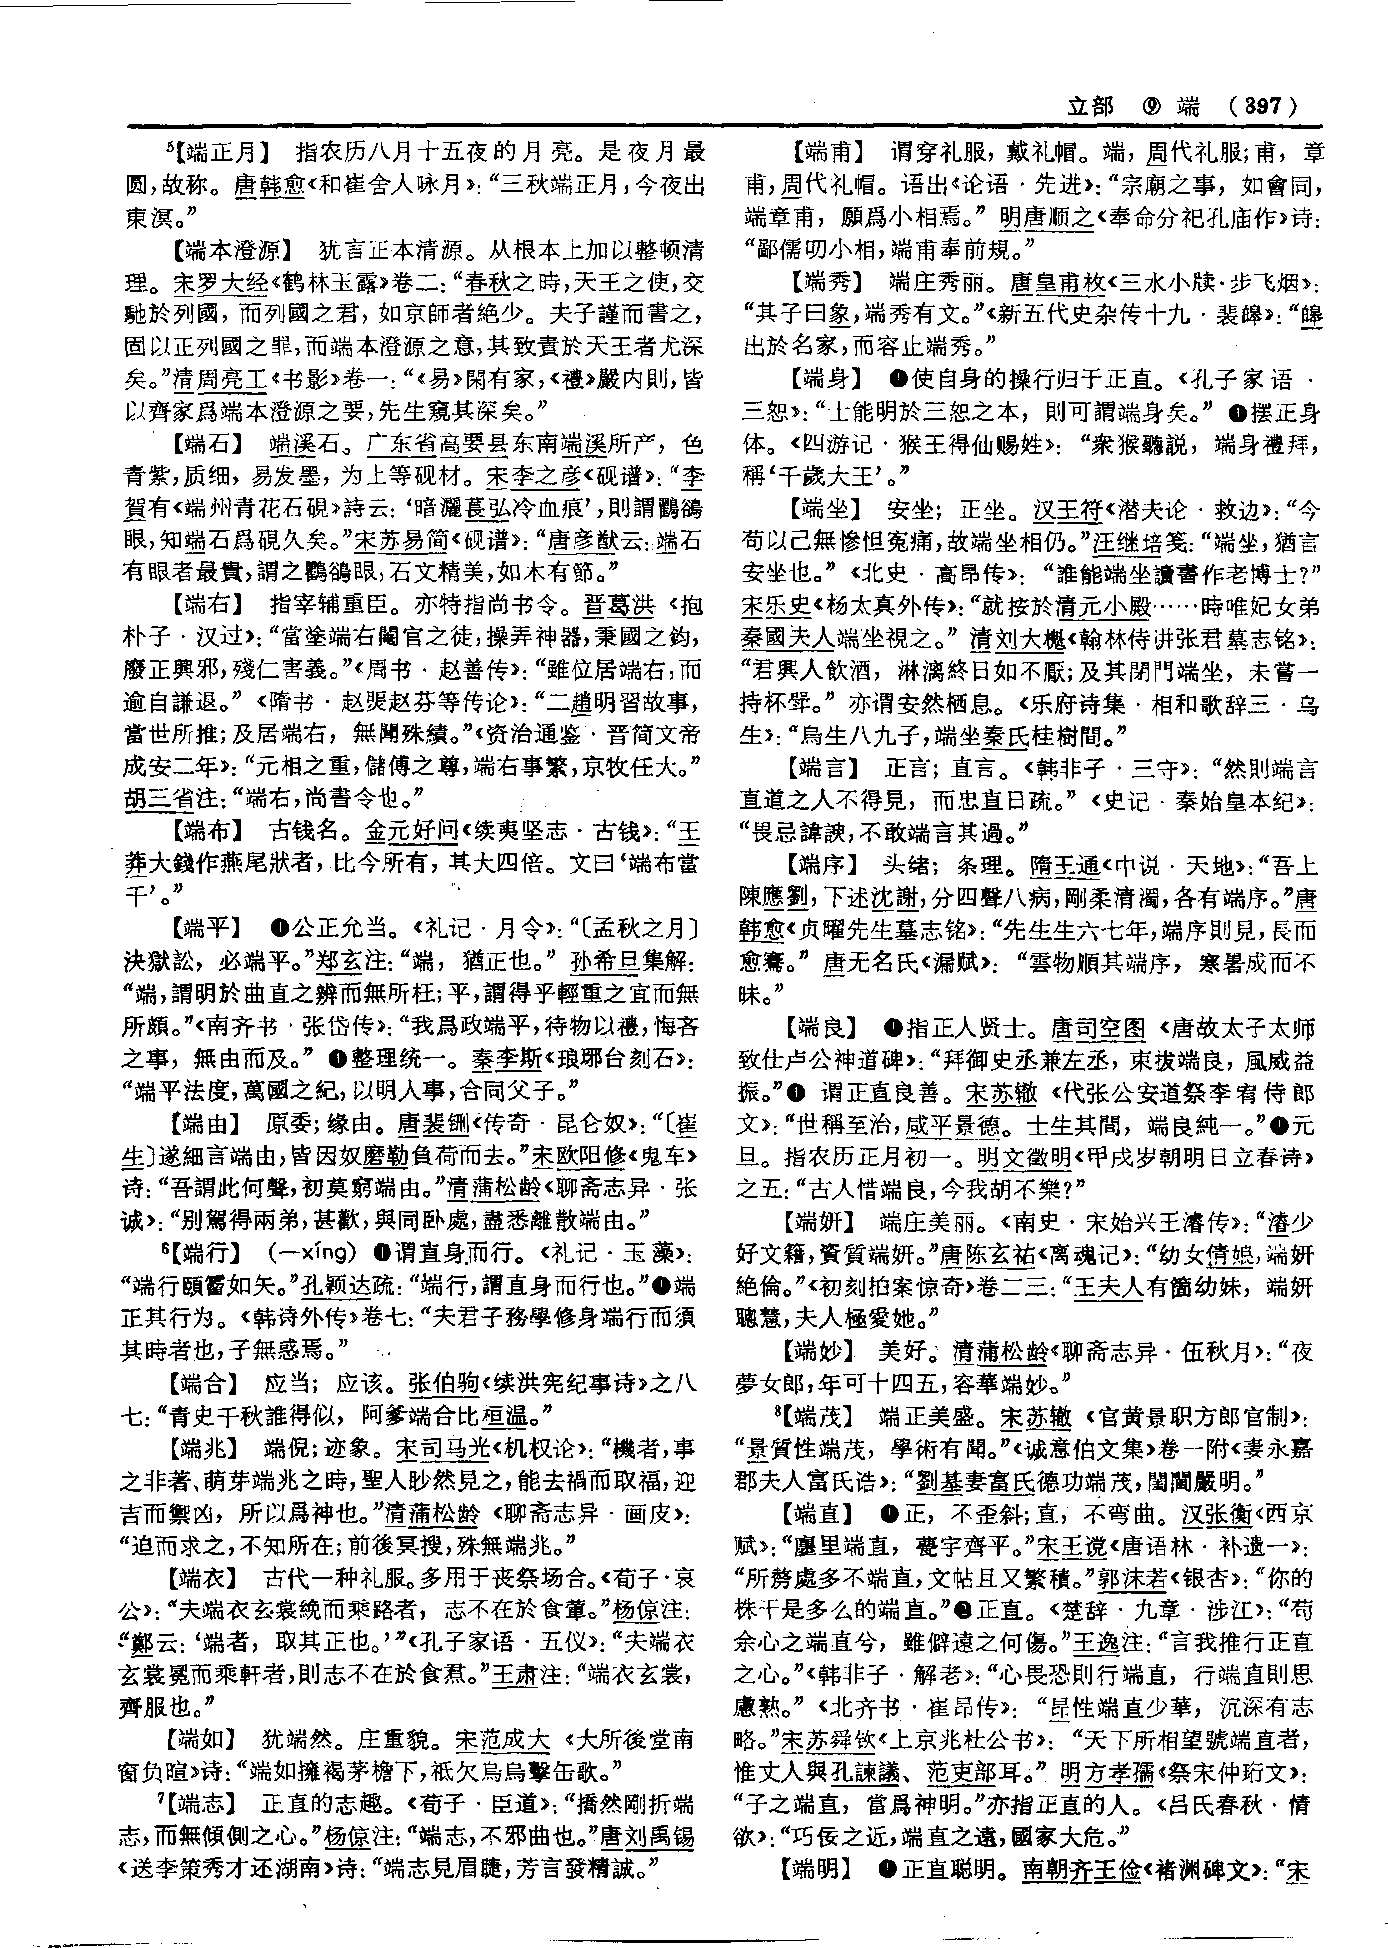 立部 ⑨ 端 (397)
⁵【端正月】 指农历八月十五夜的月亮。是夜月最
圆，故称。唐韩愈《和崔舍人咏月》：“三秋端正月，今夜出
東溟。”
【端本澄源】 犹言正本清源。从根本上加以整顿清
理。宋罗大经《鹤林玉露》卷二：“春秋之時，天王之使，交
馳於列國，而列國之君，如京師者絶少。夫子謹而書之，
固以正列國之罪，而端本澄源之意，其致責於天王者尤深
矣。”清周亮工《书影》卷一：“《易》閑有家，《禮》嚴内則，皆
以齊家爲端本澄源之要，先生窺其深矣。”
【端石】 端溪石。广东省高要县东南端溪所产，色
青紫，质细，易发墨，为上等砚材。宋李之彦《砚谱》：“李
賀有《端州青花石硯》詩云：‘暗灑萇弘冷血痕’，則謂鸜鵒
眼，知端石爲硯久矣。”宋苏易简《砚谱》：“唐彦猷云：端石
有眼者最貴，謂之鸜鵒眼，石文精美，如木有節。”
【端右】 指宰辅重臣。亦特指尚书令。晋葛洪《抱
朴子·汉过》：“當塗端右閹官之徒，操弄神器，秉國之鈞，
廢正興邪，殘仁害義。”《周书·赵善传》：“雖位居端右，而
逾自謙退。”《隋书·赵煚赵芬等传论》：“二趙明習故事，
當世所推；及居端右，無聞殊績。”《资治通鉴·晋简文帝
成安二年》：“元相之重，儲傅之尊，端右事繁，京牧任大。”
胡三省注：“端右，尚書令也。”
【端布】 古钱名。金元好问《续夷坚志·古钱》：“王
莽大錢作燕尾狀者，比今所有，其大四倍。文曰‘端布當
千’。”
【端平】 ❶公正允当。《礼记·月令》：“〔孟秋之月〕
決獄訟，必端平。”郑玄注：“端，猶正也。”孙希旦集解：
“端，謂明於曲直之辨而無所枉；平，謂得乎輕重之宜而無
所頗。”《南齐书·张岱传》：“我爲政端平，待物以禮，悔吝
之事，無由而及。”❶整理统一。秦李斯《琅邪台刻石》：
“端平法度，萬國之紀，以明人事，合同父子。”
【端由】 原委；缘由。唐裴铏《传奇·昆仑奴》：“〔崔
生〕遂細言端由，皆因奴磨勒負荷而去。”宋欧阳修《鬼车》
诗：“吾謂此何聲，初莫窮端由。”清蒲松龄《聊斋志异·张
诚》：“别駕得兩弟，甚歡，與同卧處，盡悉離散端由。”
⁶【端行】 （—xíng）❶谓直身而行。《礼记·玉藻》：
“端行頤霤如矢。”孔颖达疏：“端行，謂直身而行也。”❶端
正其行为。《韩诗外传》卷七：“夫君子務學修身端行而須
其時者也，子無惑焉。”
【端合】 应当；应该。张伯驹《续洪宪纪事诗》之八
七：“青史千秋誰得似，阿爹端合比桓温。”
【端兆】 端倪；迹象。宋司马光《机权论》：“機者，事
之非著、萌芽端兆之時，聖人眇然見之，能去禍而取福，迎
吉而禦凶，所以爲神也。”清蒲松龄《聊斋志异·画皮》：
“迫而求之，不知所在；前後冥搜，殊無端兆。”
【端衣】 古代一种礼服。多用于丧祭场合。《荀子·哀
公》：“夫端衣玄裳絻而乘路者，志不在於食葷。”杨倞注：
“鄭云：‘端者，取其正也。’”《孔子家语·五仪》：“夫端衣
玄裳冕而乘軒者，則志不在於食焄。”王肃注：“端衣玄裳，
齊服也。”
【端如】 犹端然。庄重貌。宋范成大《大所後堂南
窗负暄》诗：“端如擁褐茅檐下，衹欠烏烏擊缶歌。”
⁷【端志】 正直的志趣。《荀子·臣道》：“撟然剛折端
志，而無傾側之心。”杨倞注：“端志，不邪曲也。”唐刘禹锡
《送李策秀才还湖南》诗：“端志見眉睫，芳言發精誠。”
【端甫】 谓穿礼服，戴礼帽。端，周代礼服；甫，章
甫，周代礼帽。语出《论语·先进》：“宗廟之事，如會同，
端章甫，願爲小相焉。”明唐顺之《奉命分祀孔庙作》诗：
“鄙儒叨小相，端甫奉前規。”
【端秀】 端庄秀丽。唐皇甫枚《三水小牍·步飞烟》：
“其子曰象，端秀有文。”《新五代史杂传十九·裴皞》：“皞
出於名家，而容止端秀。”
【端身】 ❶使自身的操行归于正直。《孔子家语·
三恕》：“士能明於三恕之本，則可謂端身矣。”❶摆正身
体。《四游记·猴王得仙赐姓》：“衆猴聽説，端身禮拜，
稱‘千歲大王’。”
【端坐】 安坐；正坐。汉王符《潜夫论·救边》：“今
苟以己無慘怛冤痛，故端坐相仍。”汪继培笺：“端坐，猶言
安坐也。”《北史·高昂传》：“誰能端坐讀書作老博士？”
宋乐史《杨太真外传》：“就按於清元小殿……時唯妃女弟
秦國夫人端坐視之。”清刘大櫆《翰林侍讲张君墓志铭》：
“君興人飲酒，淋漓終日如不厭；及其閉門端坐，未嘗一
持杯斝。”亦谓安然栖息。《乐府诗集·相和歌辞三·乌
生》：“烏生八九子，端坐秦氏桂樹間。”
【端言】 正言；直言。《韩非子·三守》：“然則端言
直道之人不得見，而忠直日疏。”《史记·秦始皇本纪》：
“畏忌諱諛，不敢端言其過。”
【端序】 头绪；条理。隋王通《中说·天地》：“吾上
陳應劉，下述沈謝，分四聲八病，剛柔清濁，各有端序。”唐
韩愈《贞曜先生墓志铭》：“先生生六七年，端序則見，長而
愈騫。”唐无名氏《漏赋》：“雲物順其端序，寒暑成而不
昧。”
【端良】 ❶指正人贤士。唐司空图《唐故太子太师
致仕卢公神道碑》：“拜御史丞兼左丞，束拔端良，風威益
振。”❶ 谓正直良善。宋苏辙《代张公安道祭李宥侍郎
文》：“世稱至治，咸平景德。士生其間，端良純一。”❶元
旦。指农历正月初一。明文徵明《甲戌岁朝明日立春诗》
之五：“古人惜端良，今我胡不樂？”
【端妍】 端庄美丽。《南史·宋始兴王濬传》：“濬少
好文籍，資質端妍。”唐陈玄祐《离魂记》：“幼女倩娘，端妍
絶倫。”《初刻拍案惊奇》卷二三：“王夫人有箇幼妹，端妍
聰慧，夫人極愛她。”
【端妙】 美好。清蒲松龄《聊斋志异·伍秋月》：“夜
夢女郎，年可十四五，容華端妙。”
⁸【端茂】 端正美盛。宋苏辙《官黄景职方郎官制》：
“景質性端茂，學術有聞。”《诚意伯文集》卷一附《妻永嘉
郡夫人富氏诰》：“劉基妻富氏德功端茂，閨閫嚴明。”
【端直】 ❶正，不歪斜；直，不弯曲。汉张衡《西京
赋》：“廛里端直，甍宇齊平。”宋王谠《唐语林·补遗一》：
“所剺處多不端直，文帖且又繁積。”郭沫若《银杏》：“你的
株干是多么的端直。”❷正直。《楚辞·九章·涉江》：“苟
余心之端直兮，雖僻遠之何傷。”王逸注：“言我推行正直
之心。”《韩非子·解老》：“心畏恐則行端直，行端直則思
慮熟。”《北齐书·崔昂传》：“昂性端直少華，沉深有志
略。”宋苏舜钦《上京兆杜公书》：“天下所相望號端直者，
惟丈人與孔諫議、范吏部耳。”明方孝孺《祭宋仲珩文》：
“子之端直，當爲神明。”亦指正直的人。《吕氏春秋·情
欲》：“巧佞之近，端直之遠，國家大危。”
【端明】 ❶正直聪明。南朝齐王俭《褚渊碑文》：“宋